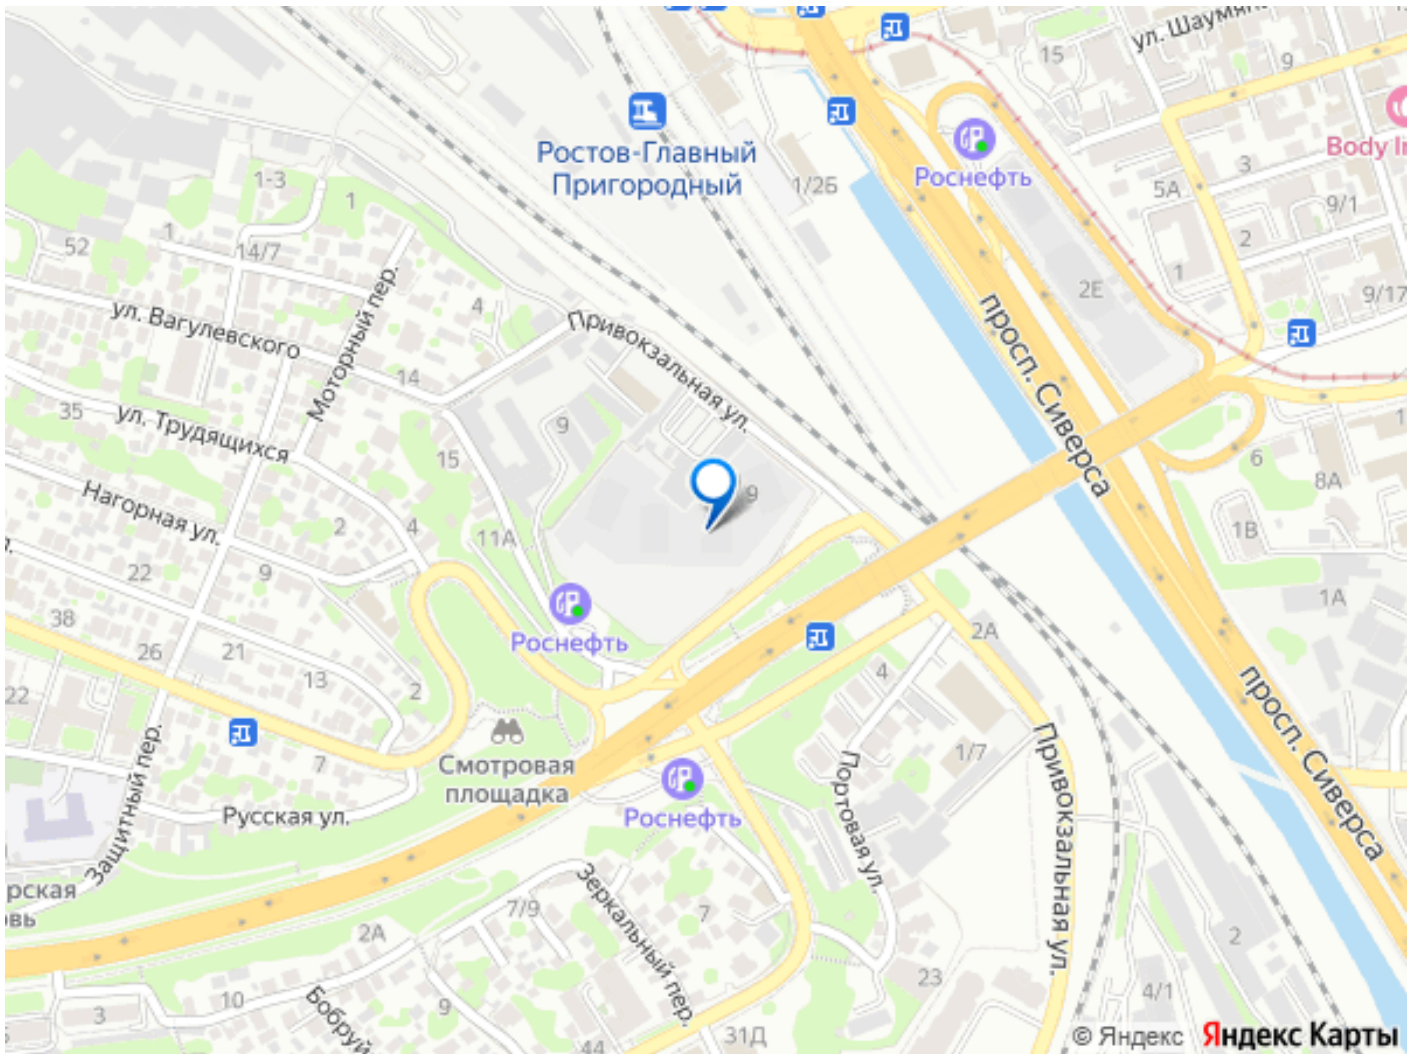 ул. Шаумяна
15
9
Body In
Ростов-Главный
Пригородный
1/2Б
Роснефть
3
5А
9/1
1-3
1
1
52
14/7
2
1
2Е
9/17
4
ул. Вагулевского
Моторный пер.
Привокзальная ул.
просп. Сиверса
14
35
ул. Трудящихся
9
15
9
6
8А
Нагорная ул.
2
4
11А
1В
л.
22
9
1А
38
Роснефть
2А
26
21
13
2
4
22
просп. Сиверса
Защитный пер.
7
Смотровая
площадка
1/7
Привокзальная ул.
Портовая ул.
Русская ул.
Роснефть
рская
овь
7/9
Зеркальный пер.
7
2А
2
23
10
9
4/1
3
Бобруй
31Д
44
© Яндекс Яндекс Карты